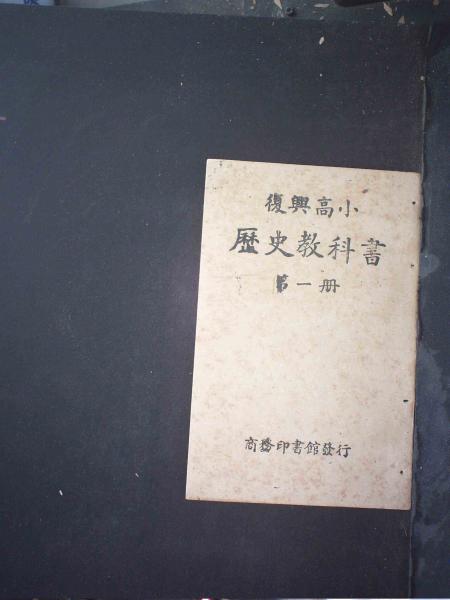 復興高小
歷史教科書
第一册
商務印書館發行